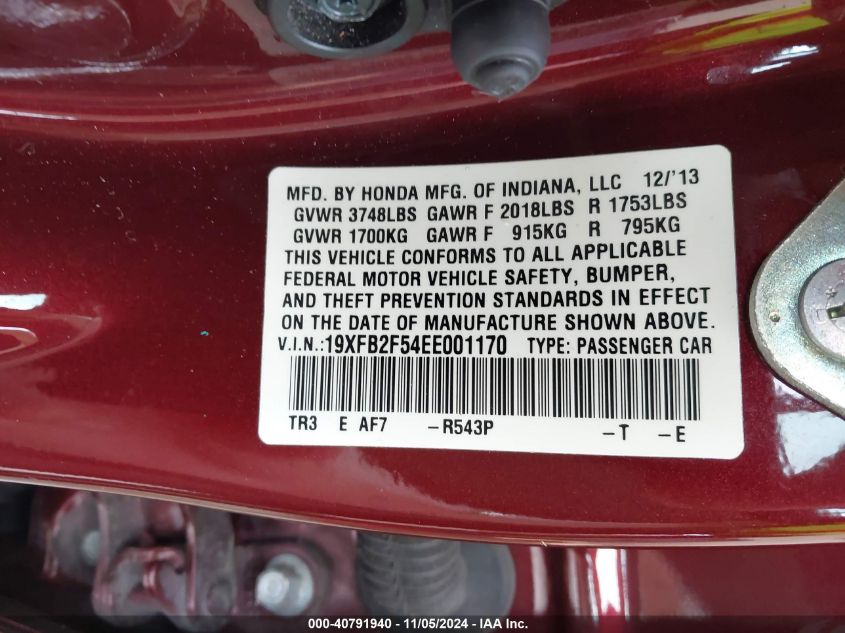 MFD. BY HONDA MFG. OF INDIANA, LLC 12/'13
GVWR 3748LBS GAWR F 2018LBS R 1753LBS
GVWR 1700KG GAWR F 915KG R 795KG
THIS VEHICLE CONFORMS TO ALL APPLICABLE
FEDERAL MOTOR VEHICLE SAFETY, BUMPER,
AND THEFT PREVENTION STANDARDS IN EFFECT
ON THE DATE OF MANUFACTURE SHOWN ABOVE.
V.I.N.:19XFB2F54EE001170 TYPE: PASSENGER CAR
TR3 E AF7 –R543P –T –E
000-40791940 - 11/05/2024 - IAA Inc.